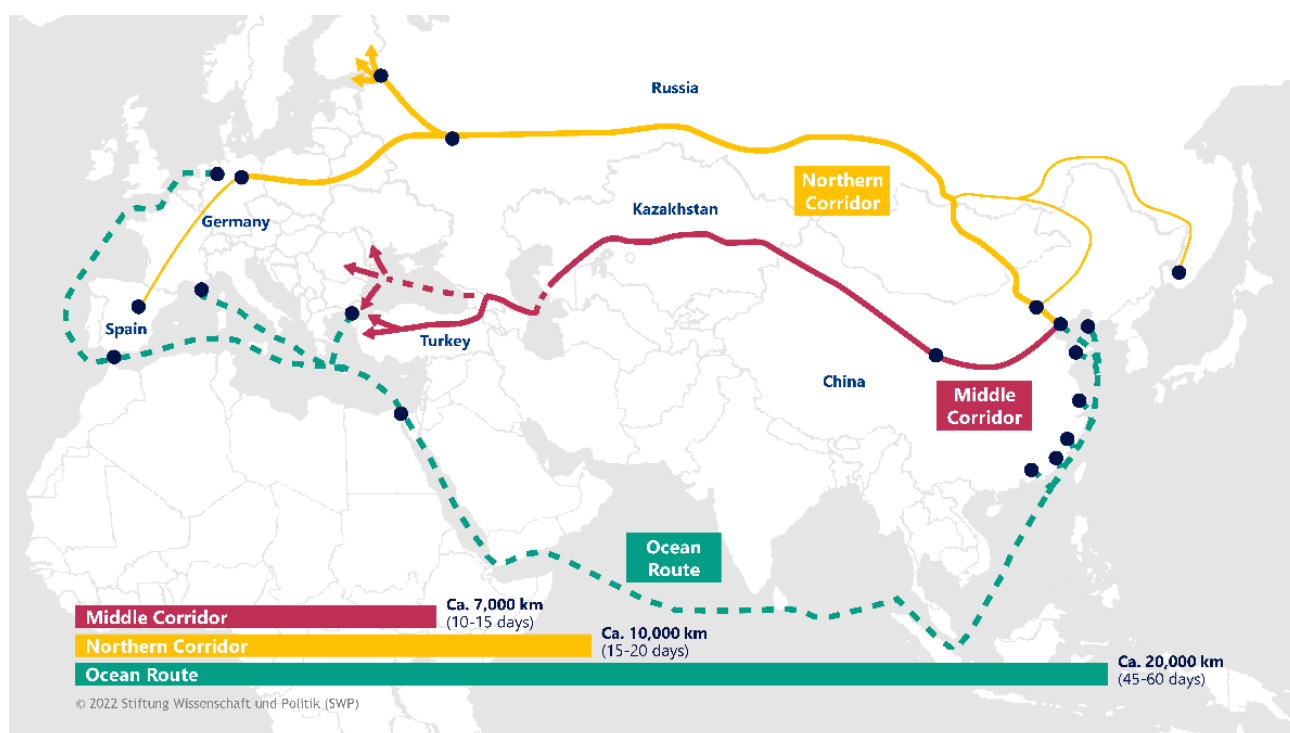 Russia
Northern
Corridor
Kazakhstan
Germany
Spain
Turkey
China
Middle
Corridor
Ocean
Route
Middle Corridor
Ca. 7,000 km
(10-15 days)
Northern Corridor
Ca. 10,000 km
(15-20 days)
Ocean Route
Ca. 20,000 km
(45-60 days)
© 2022 Stiftung Wissenschaft und Politik (SWP)